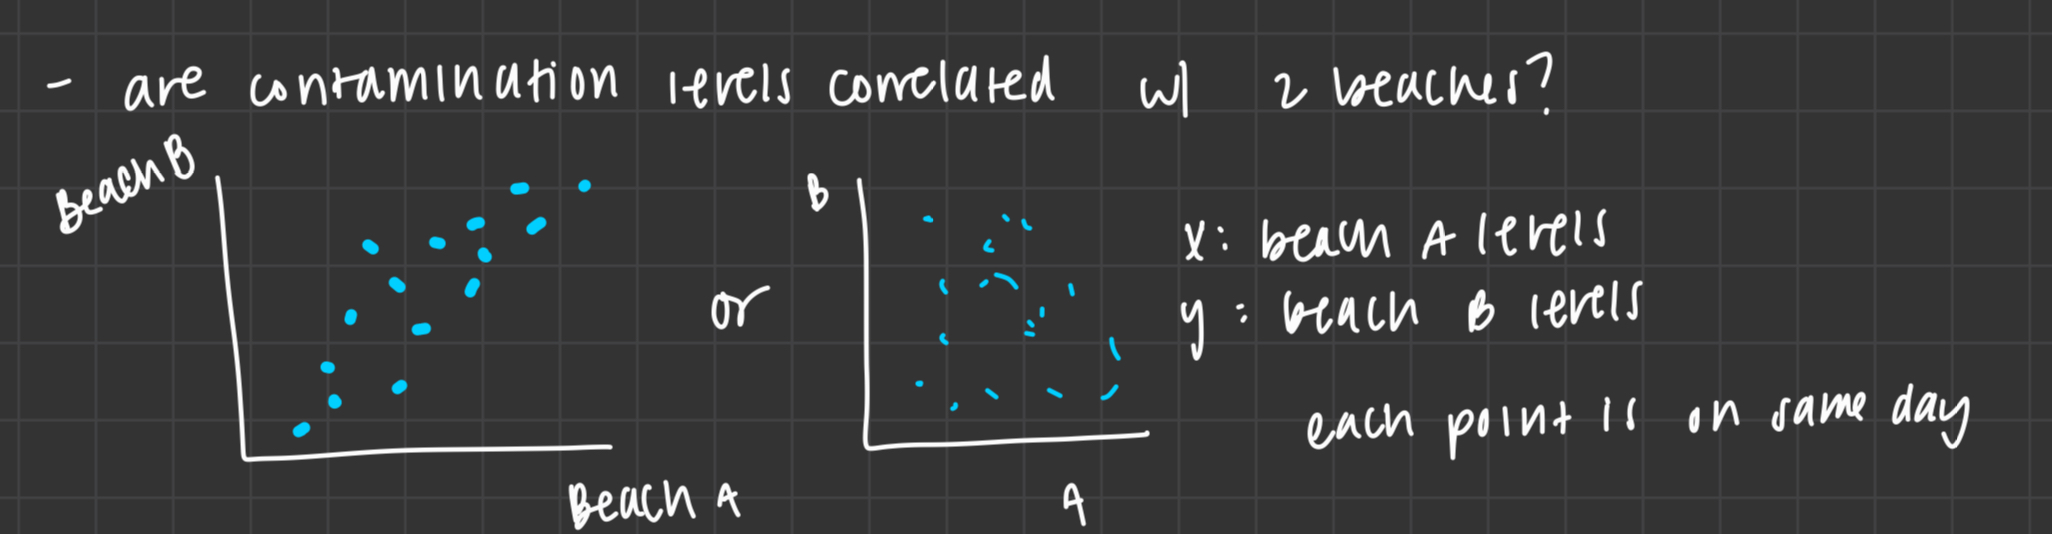 - are contamination levels correlated w/ 2 beaches?
Beach B
B
x: beach A levels
or
y: beach B levels
each point is on same day
Beach A
A